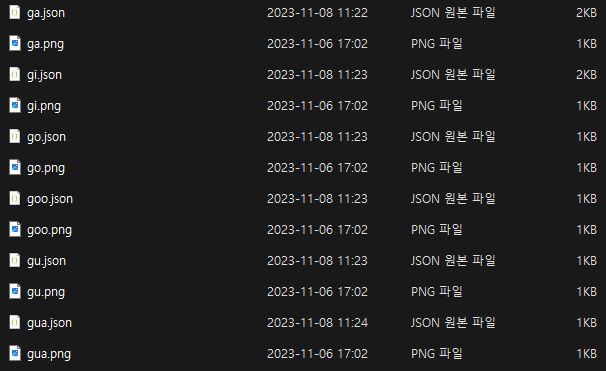 ga.json 2023-11-08 11:22 JSON 원본 파일 2KB
ga.png 2023-11-06 17:02 PNG 파일 1KB
gi.json 2023-11-08 11:23 JSON 원본 파일 2KB
gi.png 2023-11-06 17:02 PNG 파일 1KB
go.json 2023-11-08 11:23 JSON 원본 파일 1KB
go.png 2023-11-06 17:02 PNG 파일 1KB
goo.json 2023-11-08 11:23 JSON 원본 파일 1KB
goo.png 2023-11-06 17:02 PNG 파일 1KB
gu.json 2023-11-08 11:23 JSON 원본 파일 1KB
gu.png 2023-11-06 17:02 PNG 파일 1KB
gua.json 2023-11-08 11:24 JSON 원본 파일 1KB
gua.png 2023-11-06 17:02 PNG 파일 1KB